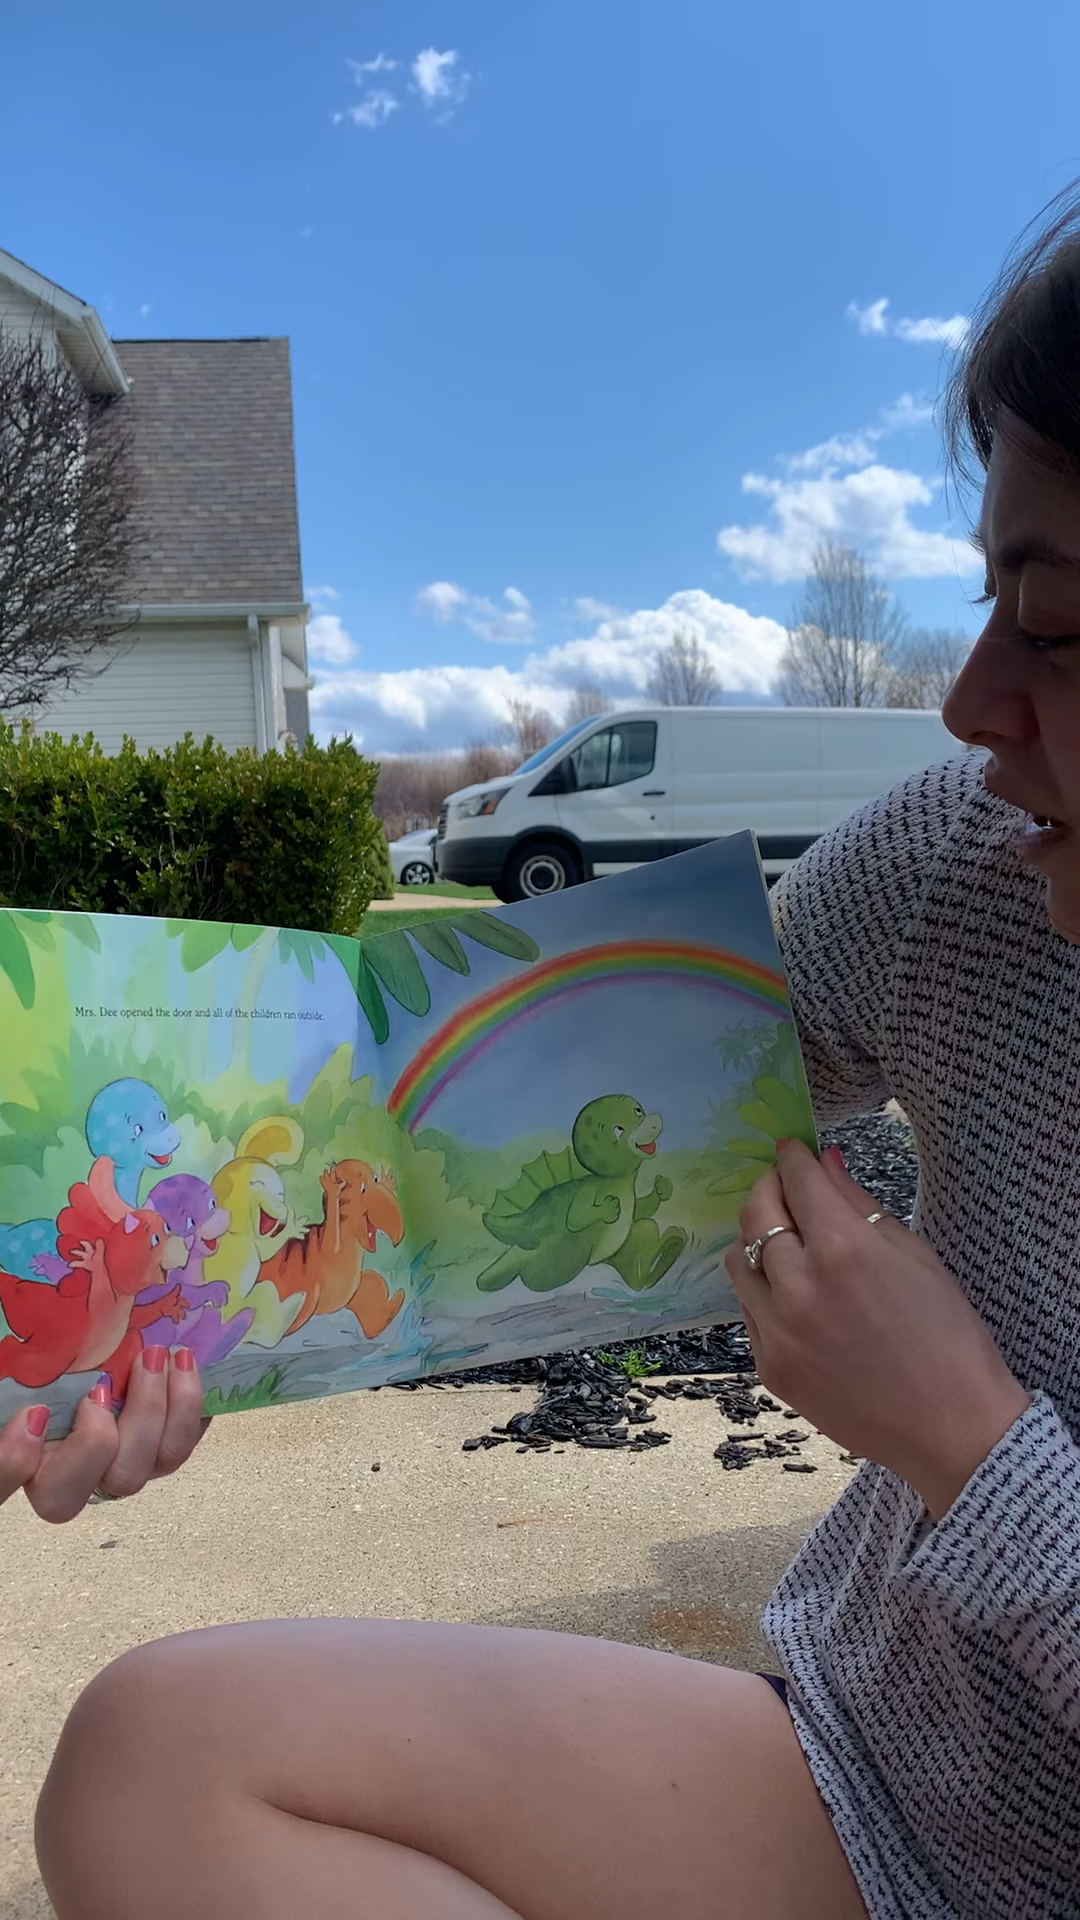 Mrs. Dee opened the door and all of the children ran outside.